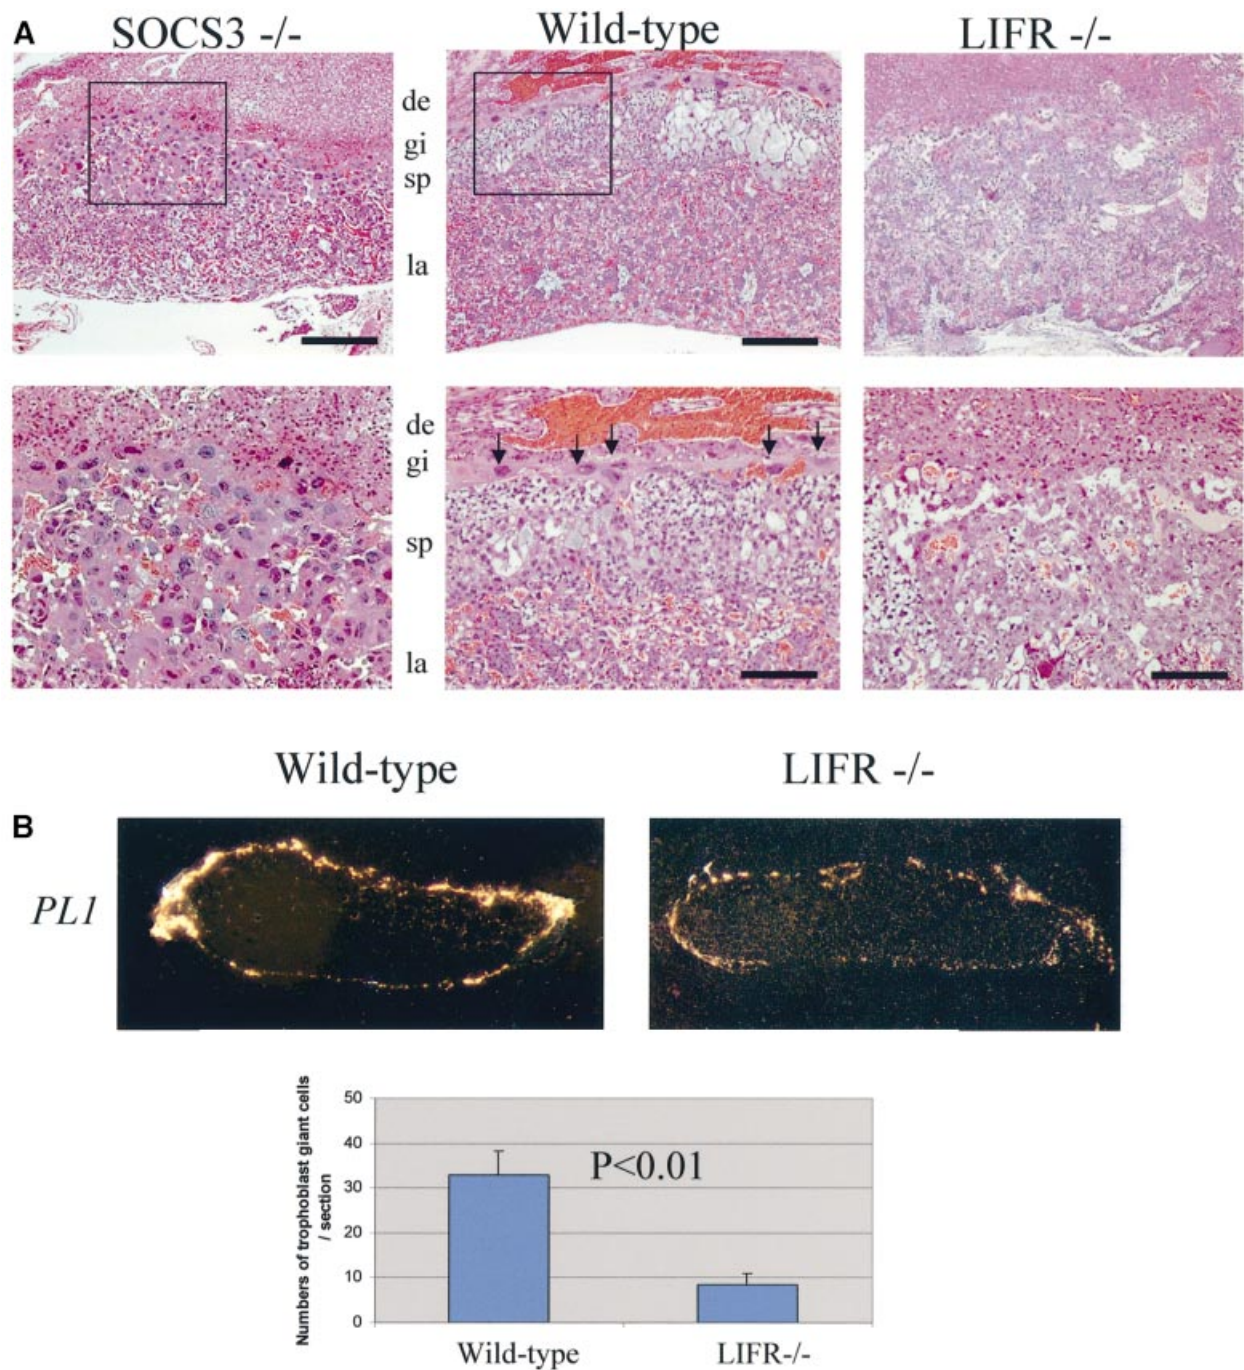 A
SOCS3 -/-
Wild-type
LIFR -/-
de
gi
sp
la
de
gi
sp
la
Wild-type
LIFR -/-
B
PL1
Numbers of trophoblast giant cells
/ section
50
40
30
20
10
0
P<0.01
Wild-type
LIFR-/-